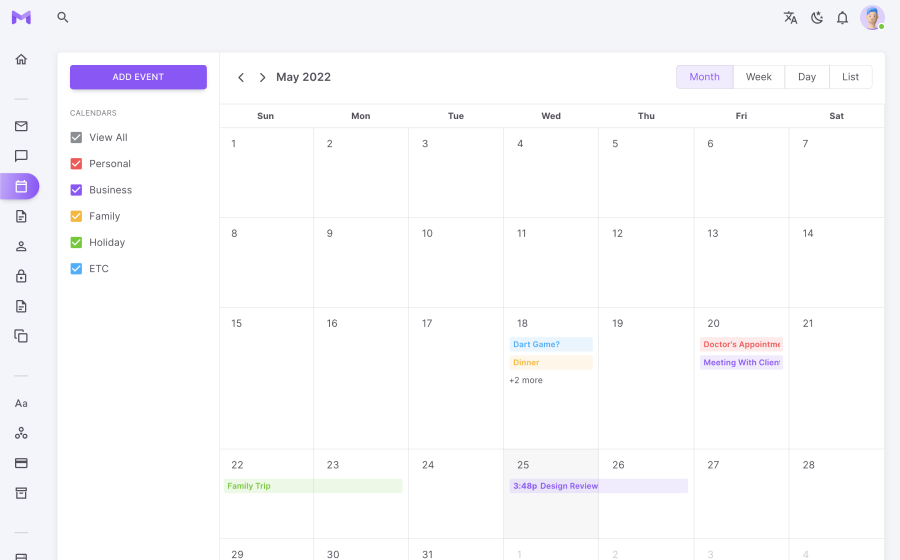 ADD EVENT
CALENDARS
View All
Personal
Business
Family
Holiday
ETC
Aa
May 2022
Month Week Day List
Sun Mon Tue Wed Thu Fri Sat
1 2 3 4 5 6 7
8 9 10 11 12 13 14
15 16 17 18 19 20 21
Dart Game? Doctor's Appointme
Dinner Meeting With Clien
+2 more
22 23 24 25 26 27 28
Family Trip 3:48p Design Review
29 30 31 1 2 3 4